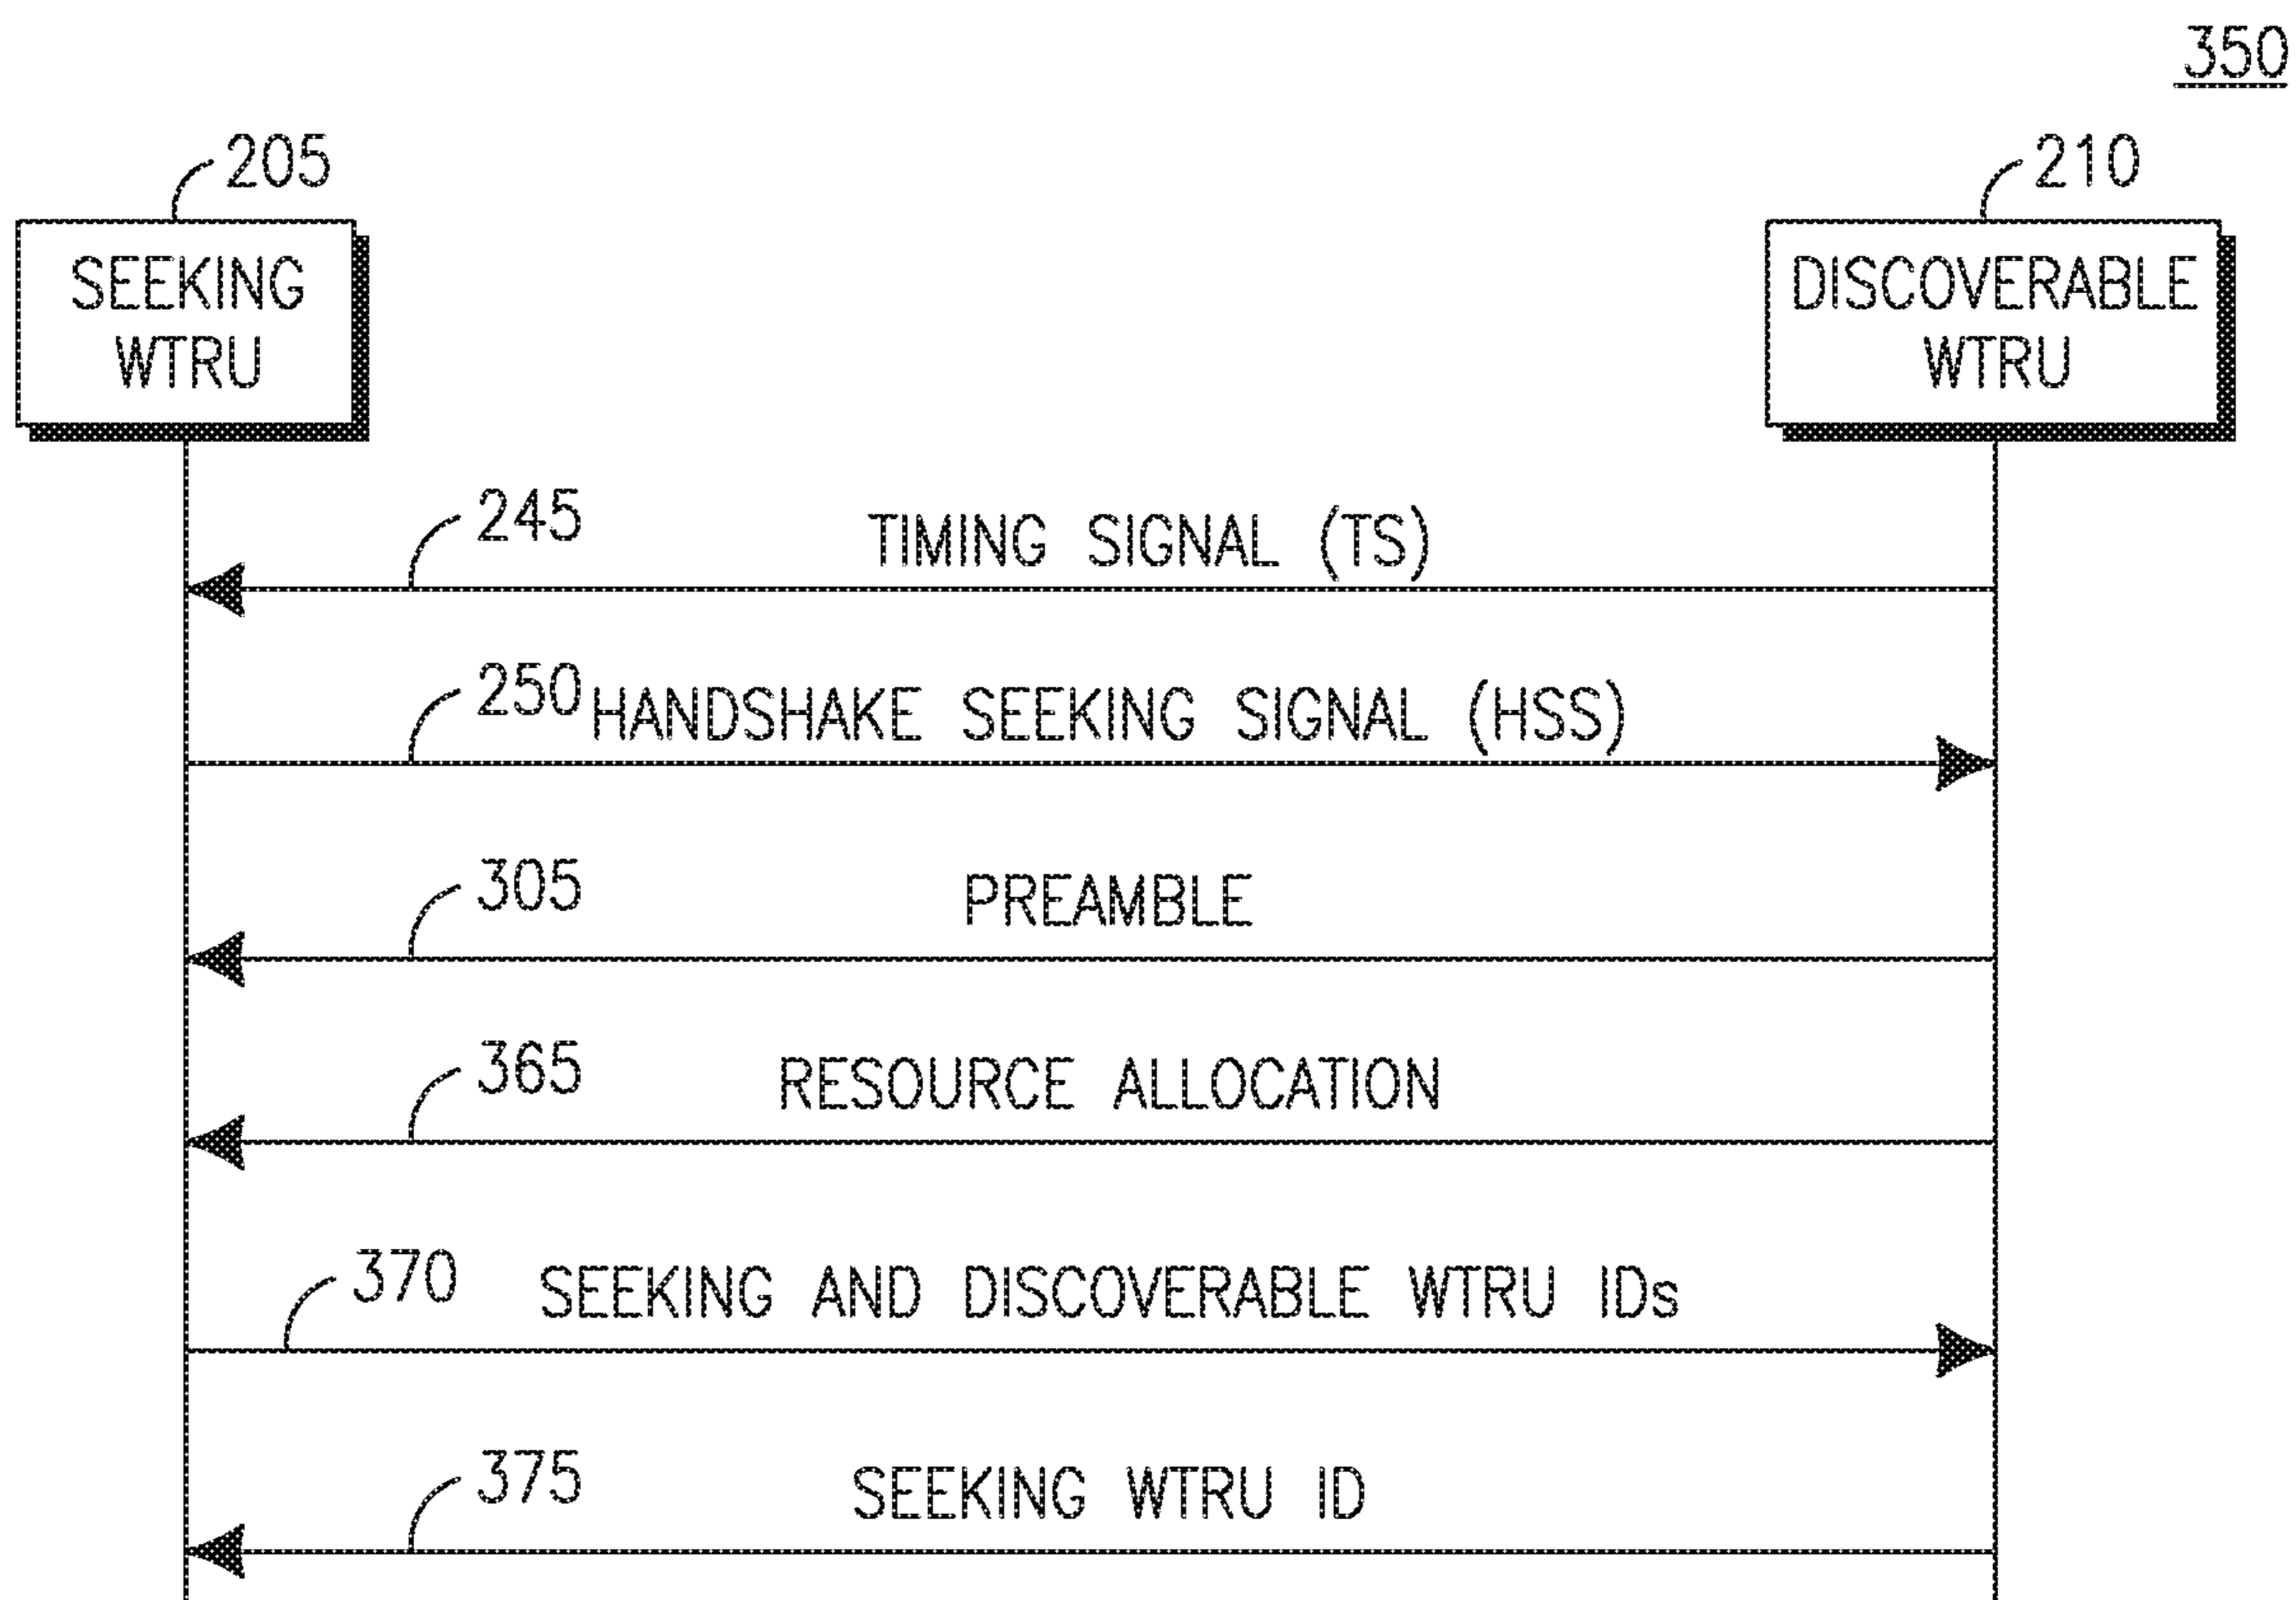 350
205
210
SEEKING
WTRU
DISCOVERABLE
WTRU
245
TIMING SIGNAL (TS)
250
HANDSHAKE SEEKING SIGNAL (HSS)
305
PREAMBLE
365
RESOURCE ALLOCATION
370
SEEKING AND DISCOVERABLE WTRU IDs
375
SEEKING WTRU ID